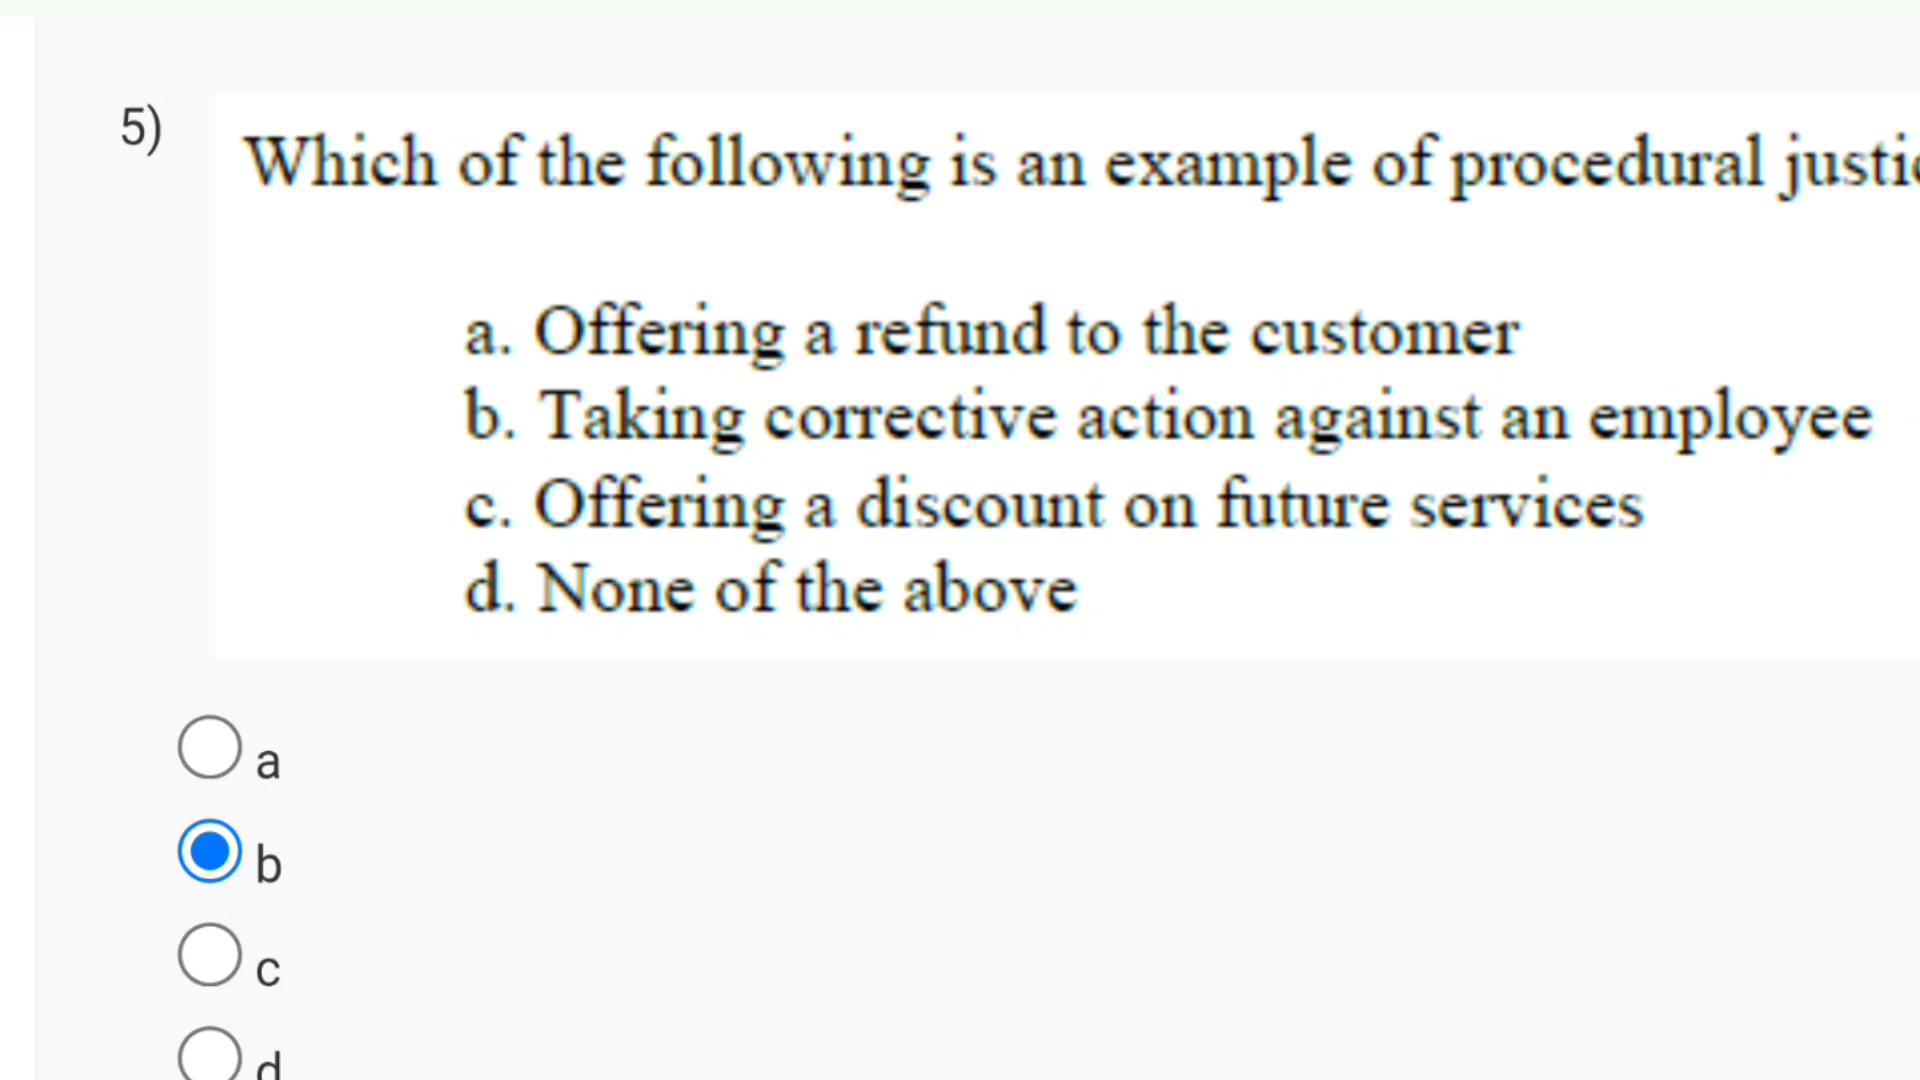 5)
Which of the following is an example of procedural
a. Offering a refund to the customer
b. Taking corrective action against an employee
c. Offering a discount on future services
d. None of the above
a
b
c
d